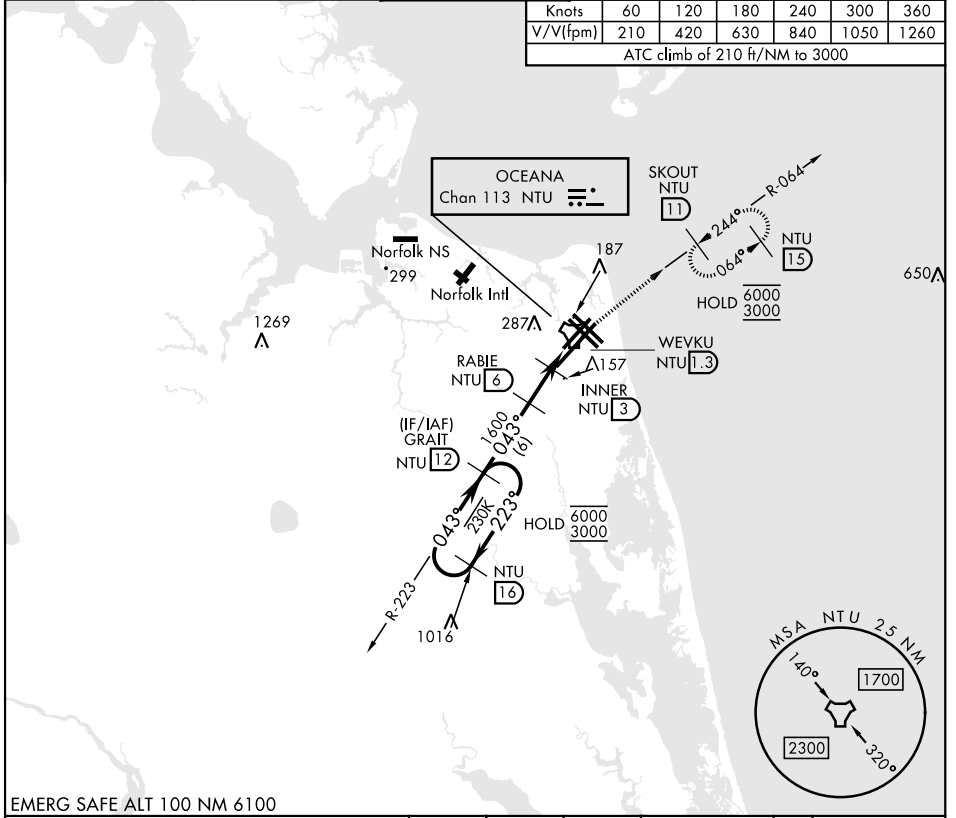 Knots 60 120 180 240 300 360
V/V(fpm) 210 420 630 840 1050 1260
ATC climb of 210 ft/NM to 3000
OCEANA
Chan 113 NTU
SKOUT
NTU
11
R-064
244°
064°
NTU
15
HOLD 6000
3000
650
Norfolk NS
299
Norfolk Intl
187
287
1269
WEVKU
NTU 1.3
157
RABIE
NTU 6
INNER
NTU 3
(IF/IAF)
GRAIT
NTU 12
1600
043°
(6)
043°
230K
223°
HOLD 6000
3000
NTU
16
R-223
1016
MSA NTU 25 NM
140°
1700
2300
320°
EMERG SAFE ALT 100 NM 6100